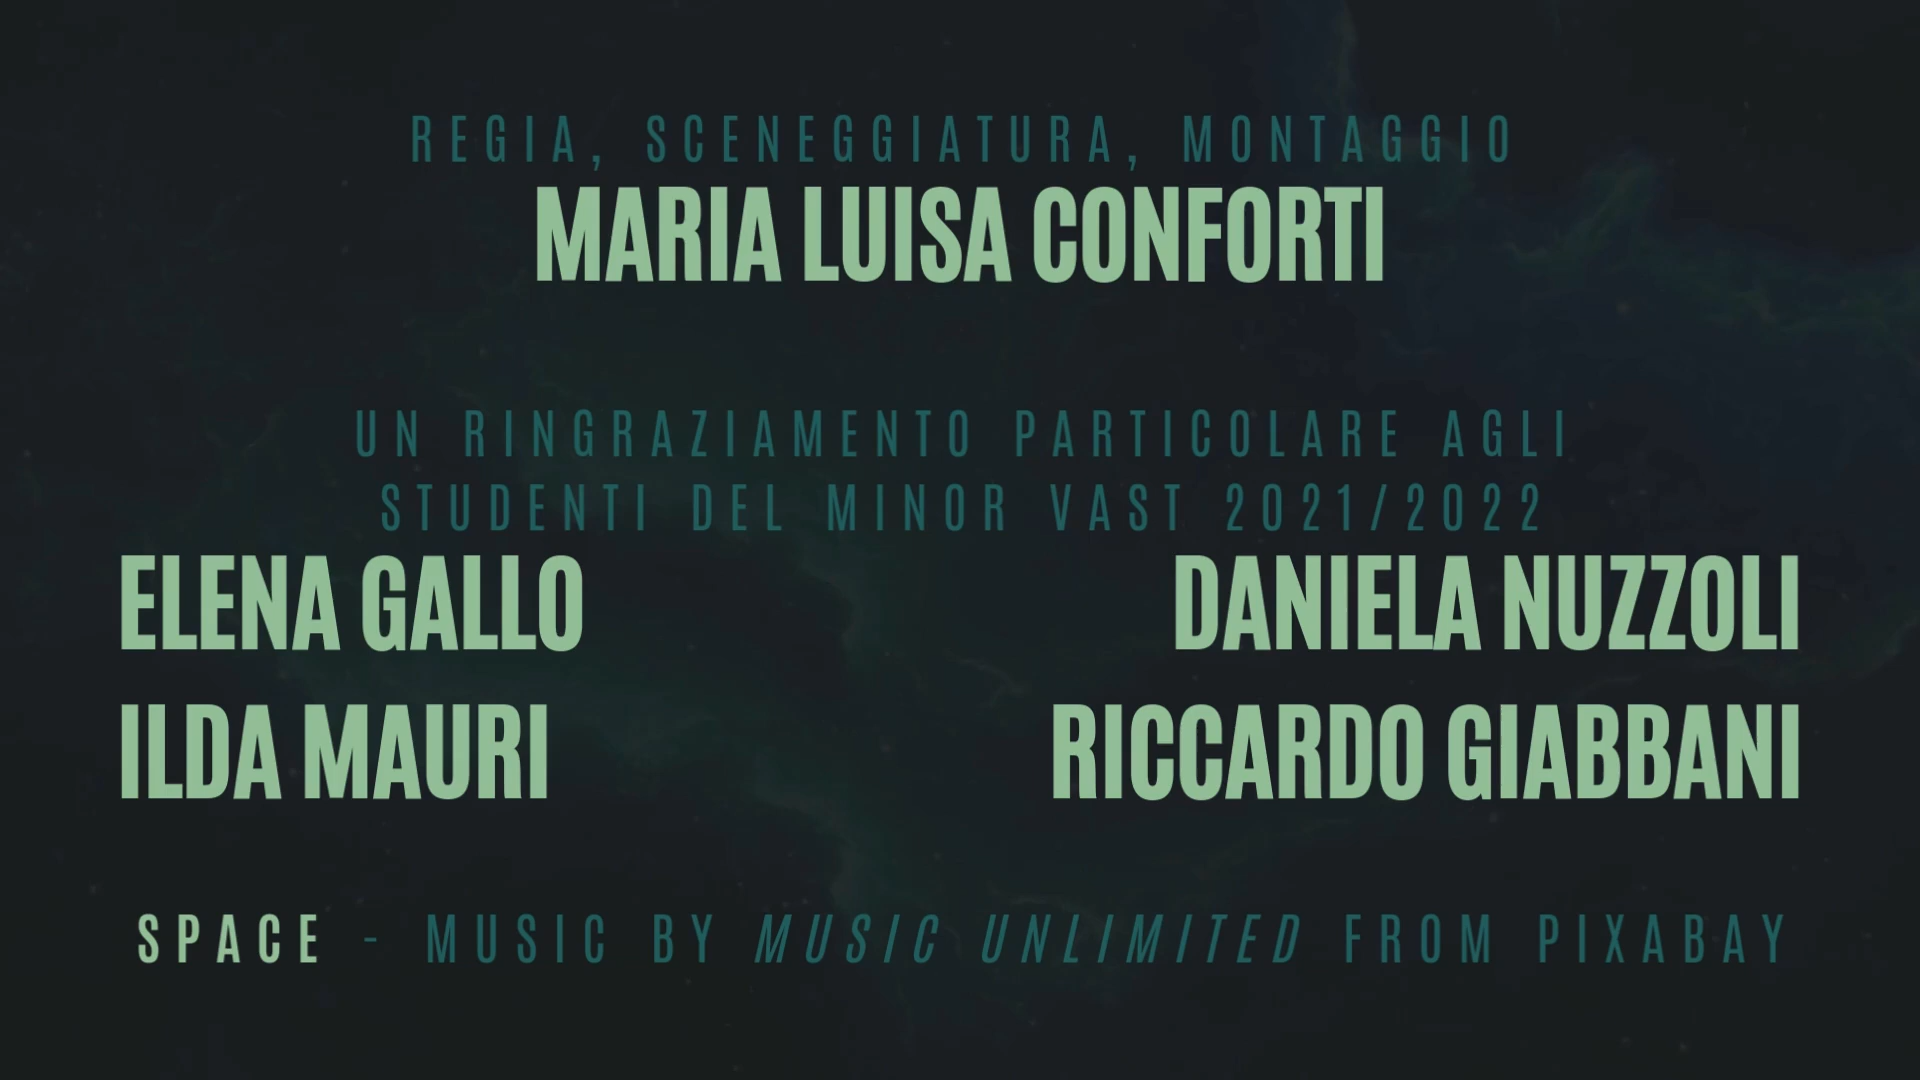 REGIA, SCENEGGIATURA, MONTAGGIO
MARIA LUISA CONFORTI
UN RINGRAZIAMENTO PARTICOLARE AGLI
STUDENTI DEL MINOR VAST 2021/2022
ELENA GALLO DANIELA NUZZOLI
ILDA MAURI RICCARDO GIABBANI
SPACE - MUSIC BY MUSIC UNLIMITED FROM PIXABAY